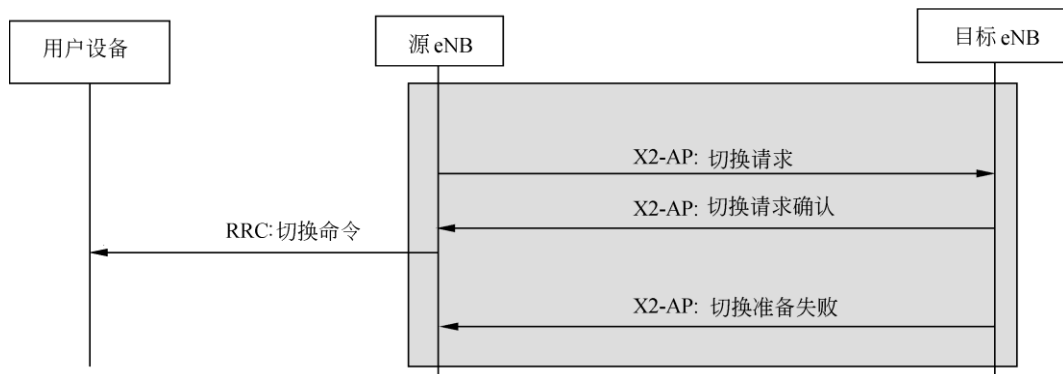 用户设备
源 eNB
目标 eNB
X2-AP: 切换请求
X2-AP: 切换请求确认
RRC:切换命令
X2-AP: 切换准备失败